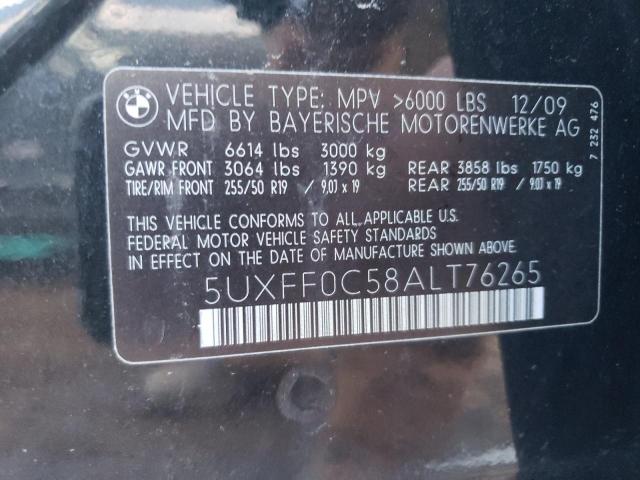 BMW
VEHICLE TYPE: MPV >6000 LBS 12/09
MFD BY BAYERISCHE MOTORENWERKE AG
7 232 476
GVWR 6614 lbs 3000 kg
GAWR FRONT 3064 lbs 1390 kg REAR 3858 lbs 1750 kg
TIRE/RIM FRONT 255/50 R19 / 9.0J x 19 REAR 255/50 R19 / 9.0J x 19
THIS VEHICLE CONFORMS TO ALL APPLICABLE U.S.
FEDERAL MOTOR VEHICLE SAFETY STANDARDS
IN EFFECT ON THE DATE OF MANUFACTURE SHOWN ABOVE.
5UXFF0C58ALT76265